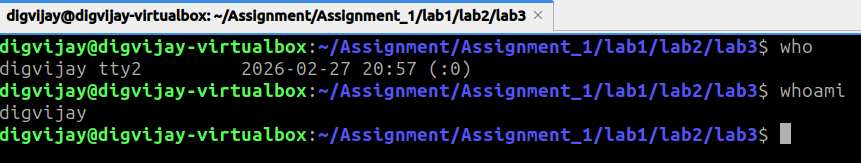 digvijay@digvijay-virtualbox: ~/Assignment/Assignment_1/lab1/lab2/lab3 ×
digvijay@digvijay-virtualbox:~/Assignment/Assignment_1/lab1/lab2/lab3$ who
digvijay tty2         2026-02-27 20:57 (:0)
digvijay@digvijay-virtualbox:~/Assignment/Assignment_1/lab1/lab2/lab3$ whoami
digvijay
digvijay@digvijay-virtualbox:~/Assignment/Assignment_1/lab1/lab2/lab3$